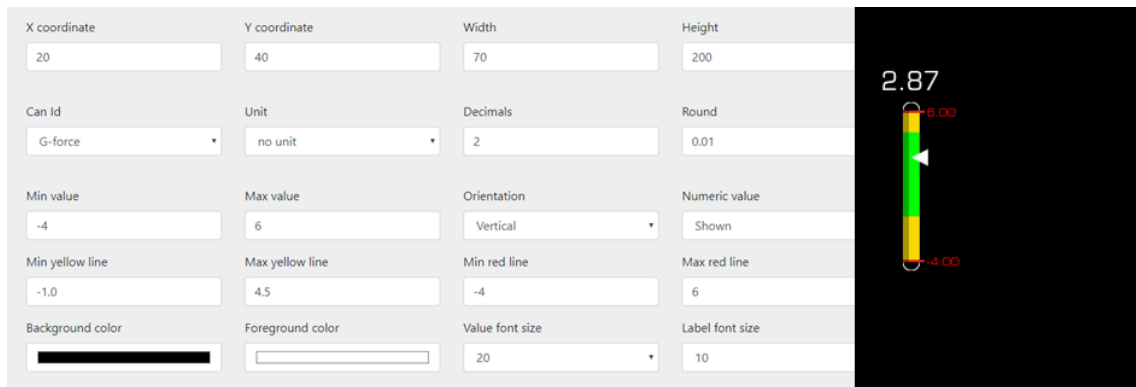 X coordinate Y coordinate Width Height
20 40 70 200
2.87
6.00
Can Id Unit Decimals Round
G-force no unit 2 0.01
Min value Max value Orientation Numeric value
-4 6 Vertical Shown
Min yellow line Max yellow line Min red line Max red line
-4.00
-1.0 4.5 -4 6
Background color Foreground color Value font size Label font size
20 10